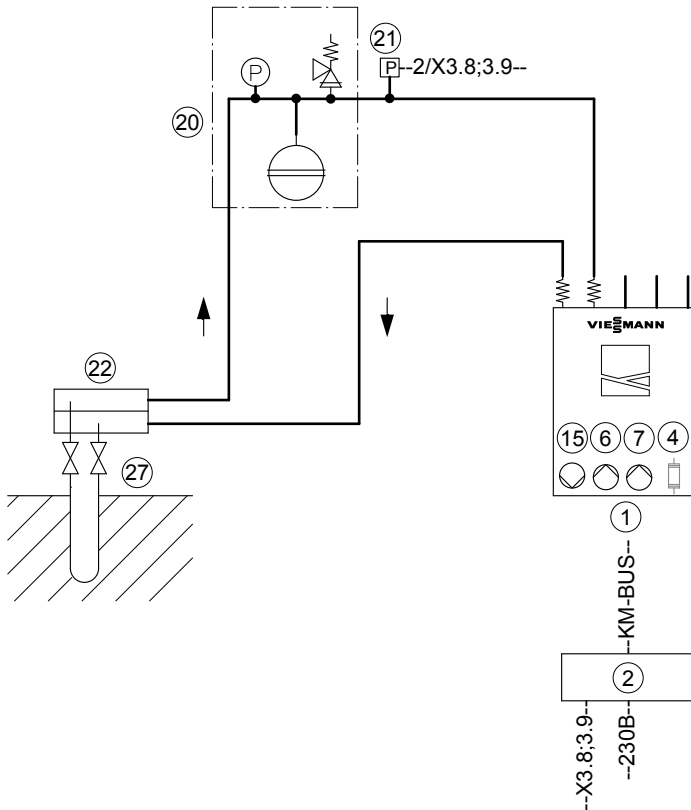 21
P
P--2/X3.8;3.9--
20
VIESMANN
22
15 6 7 4
27
1
--KM-BUS--
2
--X3.8;3.9--
--230В--